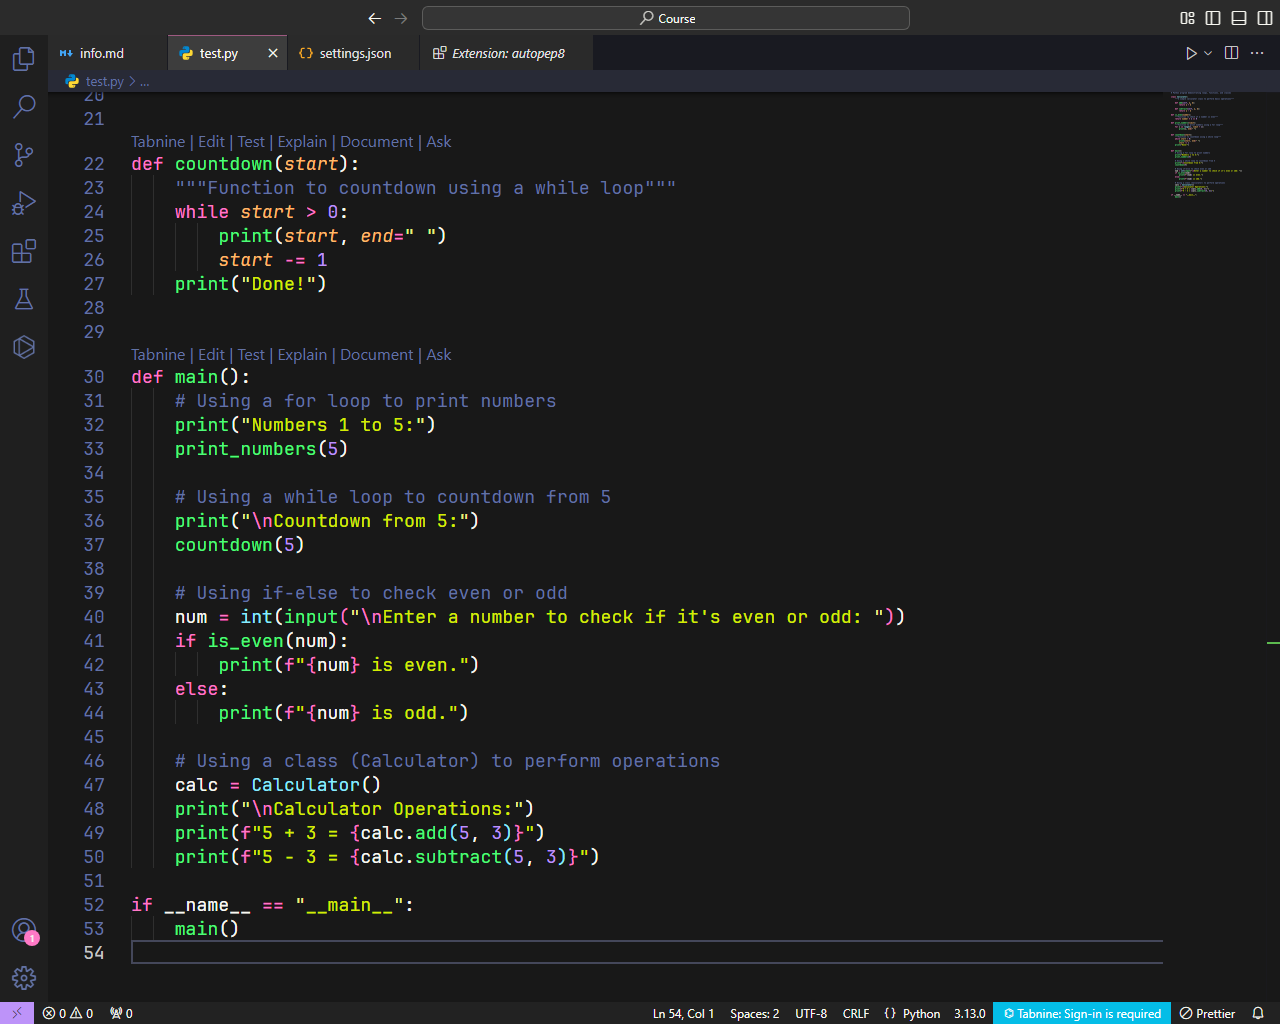 Course
info.md
test.py
settings.json
Extension: autopep8
test.py > ...
20
21
Tabnine | Edit | Test | Explain | Document | Ask
22 def countdown(start):
23 """Function to countdown using a while loop"""
24 while start > 0:
25 print(start, end=" ")
26 start -= 1
27 print("Done!")
28
29
Tabnine | Edit | Test | Explain | Document | Ask
30 def main():
31 # Using a for loop to print numbers
32 print("Numbers 1 to 5:")
33 print_numbers(5)
34
35 # Using a while loop to countdown from 5
36 print("\nCountdown from 5:")
37 countdown(5)
38
39 # Using if-else to check even or odd
40 num = int(input("\nEnter a number to check if it's even or odd: "))
41 if is_even(num):
42 print(f"{num} is even.")
43 else:
44 print(f"{num} is odd.")
45
46 # Using a class (Calculator) to perform operations
47 calc = Calculator()
48 print("\nCalculator Operations:")
49 print(f"5 + 3 = {calc.add(5, 3)}")
50 print(f"5 - 3 = {calc.subtract(5, 3)}")
51
52 if __name__ == "__main__":
53 main()
54
1
0 0 0 Ln 54, Col 1 Spaces: 2 UTF-8 CRLF {} Python 3.13.0 Tabnine: Sign-in is required Prettier